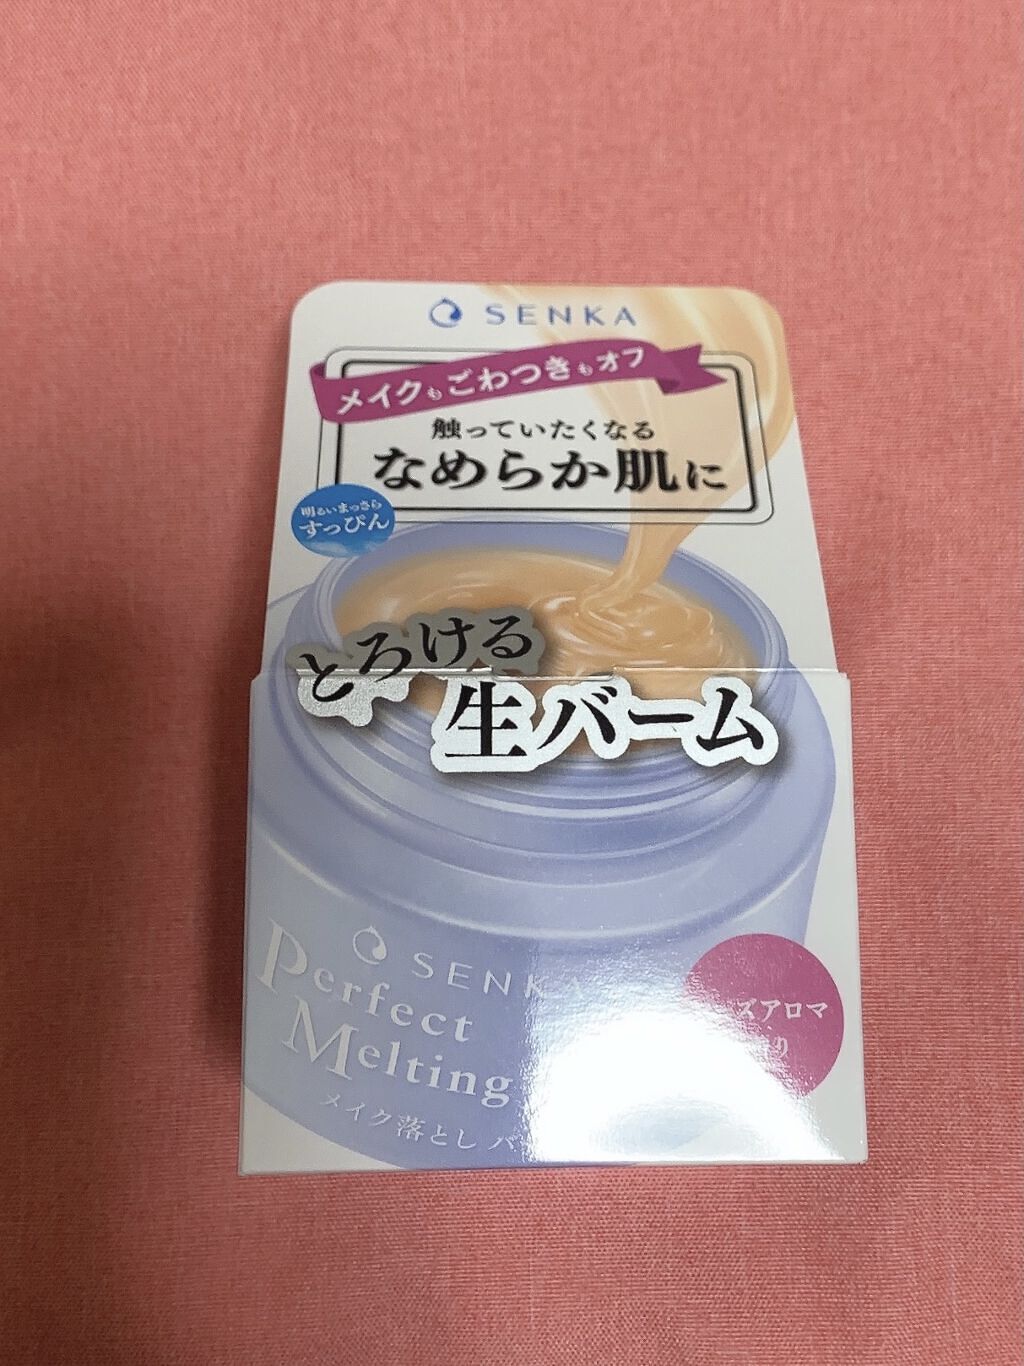 SENKA
メイクもごわつきもオフ
触っていたくなる
なめらか肌に
明るいまっさら
すっぴん
とろける
生バーム
SENKA
Perfect
Melting
ズアロマ
メイク落とし